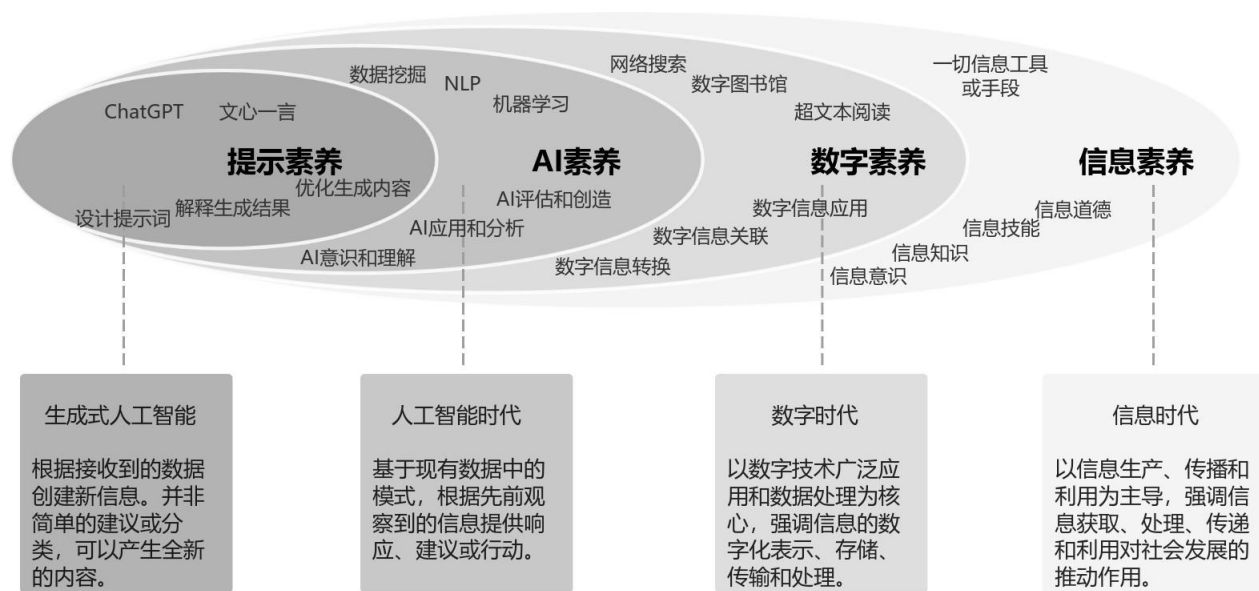 ChatGPT
文心一言
提示素养
设计提示词
解释生成结果
优化生成内容
数据挖掘
NLP
机器学习
AI素养
AI意识和理解
AI应用和分析
AI评估和创造
网络搜索
数字图书馆
超文本阅读
数字素养
数字信息转换
数字信息关联
数字信息应用
一切信息工具
或手段
信息素养
信息意识
信息知识
信息技能
信息道德
生成式人工智能
根据接收到的数据
创建新信息。并非
简单的建议或分
类，可以产生全新
的内容。
人工智能时代
基于现有数据中的
模式，根据先前观
察到的信息提供响
应、建议或行动。
数字时代
以数字技术广泛应
用和数据处理为核
心，强调信息的数
字化表示、存储、
传输和处理。
信息时代
以信息生产、传播和
利用为主导，强调信
息获取、处理、传递
和利用对社会发展的
推动作用。